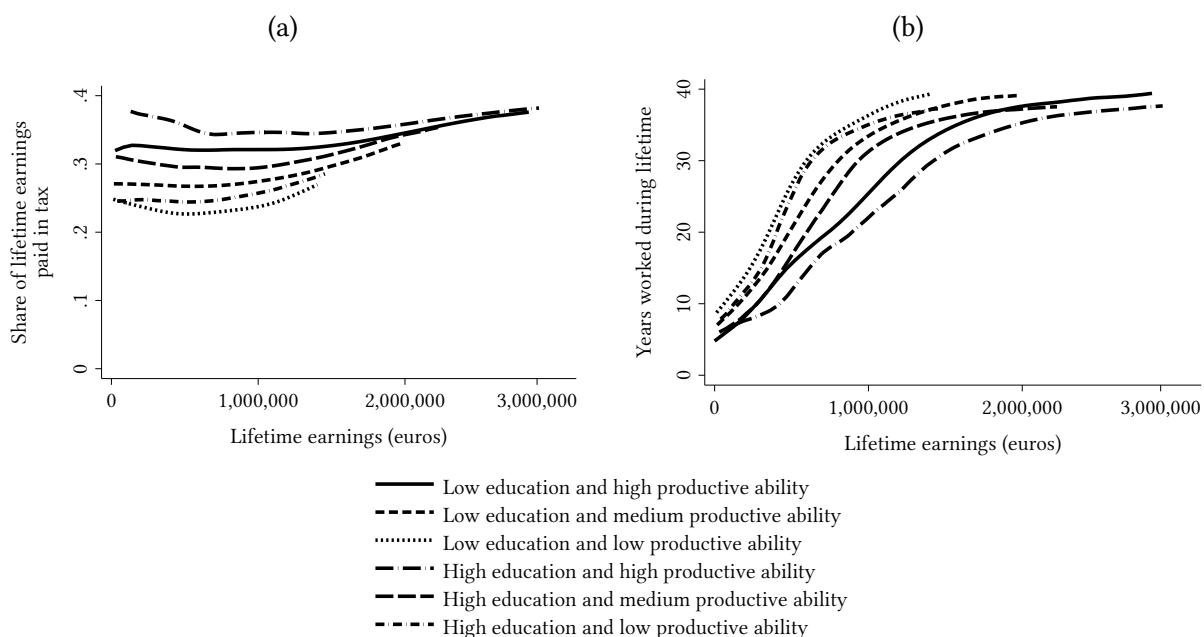 (a)
(b)
Share of lifetime earnings
paid in tax
.4
.3
.2
.1
0
0
1,000,000
2,000,000
3,000,000
Lifetime earnings (euros)
Years worked during lifetime
40
30
20
10
0
0
1,000,000
2,000,000
3,000,000
Lifetime earnings (euros)
Low education and high productive ability
Low education and medium productive ability
Low education and low productive ability
High education and high productive ability
High education and medium productive ability
High education and low productive ability